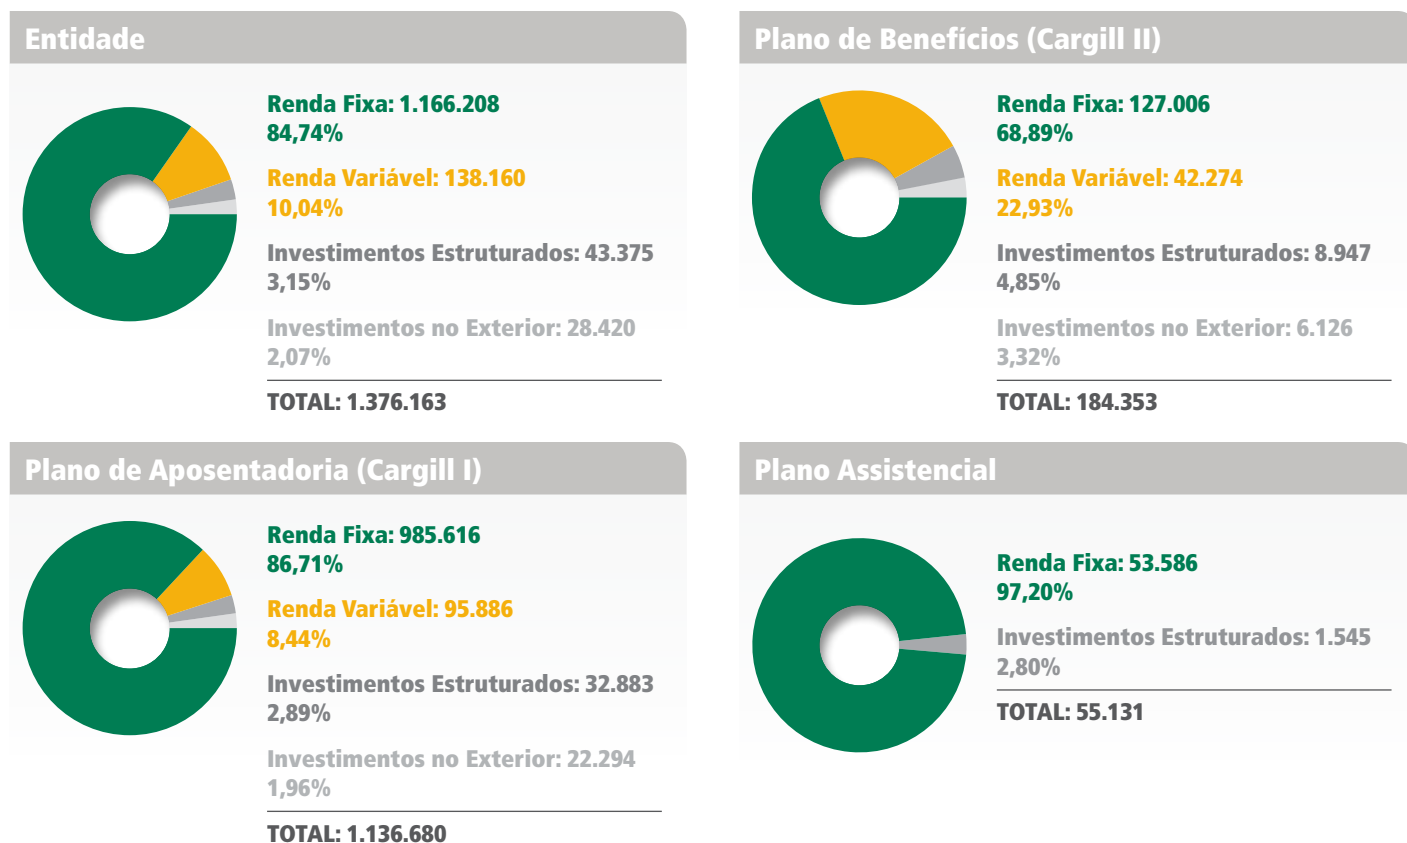 Entidade
Renda Fixa: 1.166.208
84,74%
Renda Variável: 138.160
10,04%
Investimentos Estruturados: 43.375
3,15%
Investimentos no Exterior: 28.420
2,07%
TOTAL: 1.376.163
Plano de Benefícios (Cargill II)
Renda Fixa: 127.006
68,89%
Renda Variável: 42.274
22,93%
Investimentos Estruturados: 8.947
4,85%
Investimentos no Exterior: 6.126
3,32%
TOTAL: 184.353
Plano de Aposentadoria (Cargill I)
Renda Fixa: 985.616
86,71%
Renda Variável: 95.886
8,44%
Investimentos Estruturados: 32.883
2,89%
Investimentos no Exterior: 22.294
1,96%
TOTAL: 1.136.680
Plano Assistencial
Renda Fixa: 53.586
97,20%
Investimentos Estruturados: 1.545
2,80%
TOTAL: 55.131